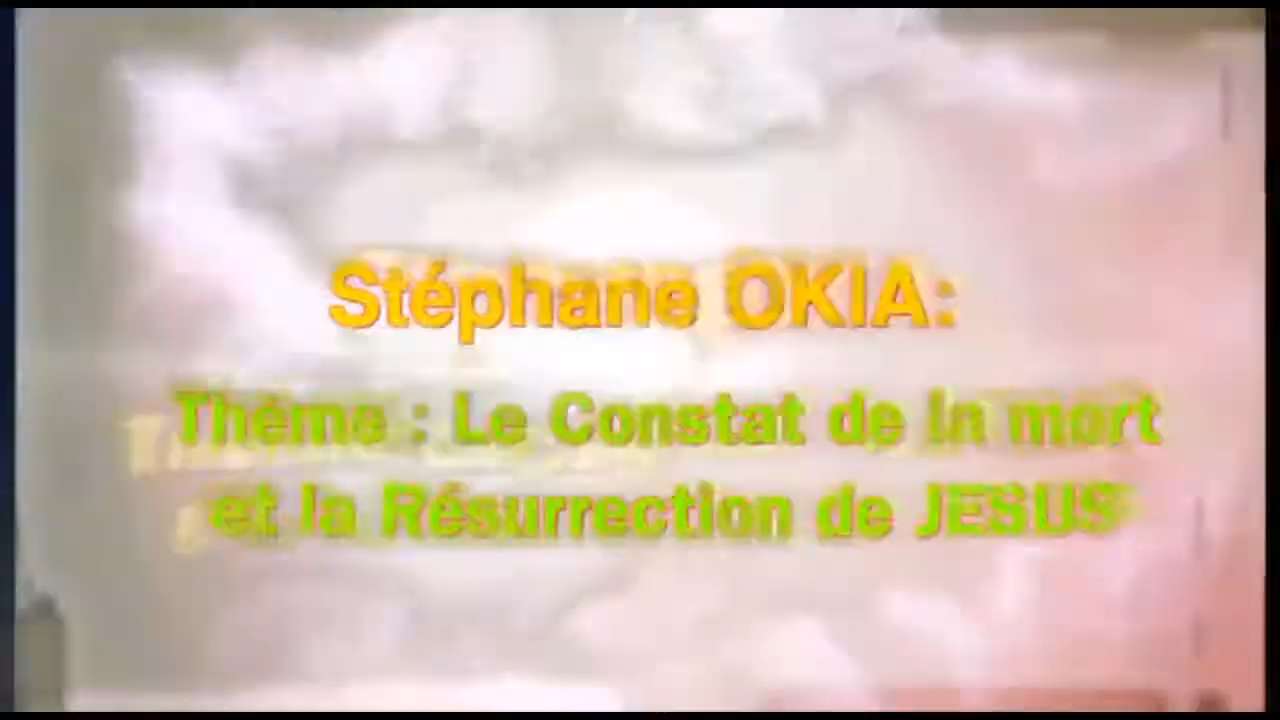 Stéphane OKIA:
Thème : Le Constat de la mort
et la Résurrection de JESUS